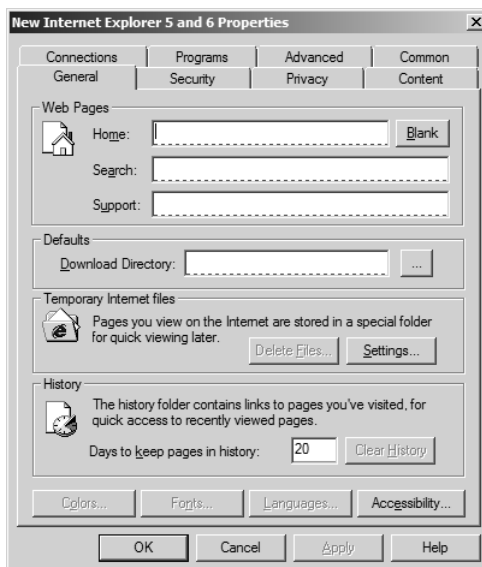 New Internet Explorer 5 and 6 Properties
Connections Programs Advanced Common
General Security Privacy Content
Web Pages
Home: Blank
Search:
Support:
Defaults
Download Directory: ...
Temporary Internet files
Pages you view on the Internet are stored in a special folder
for quick viewing later.
Delete Files... Settings...
History
The history folder contains links to pages you've visited, for
quick access to recently viewed pages.
Days to keep pages in history: 20 Clear History
Colors... Fonts... Languages... Accessibility...
OK Cancel Apply Help